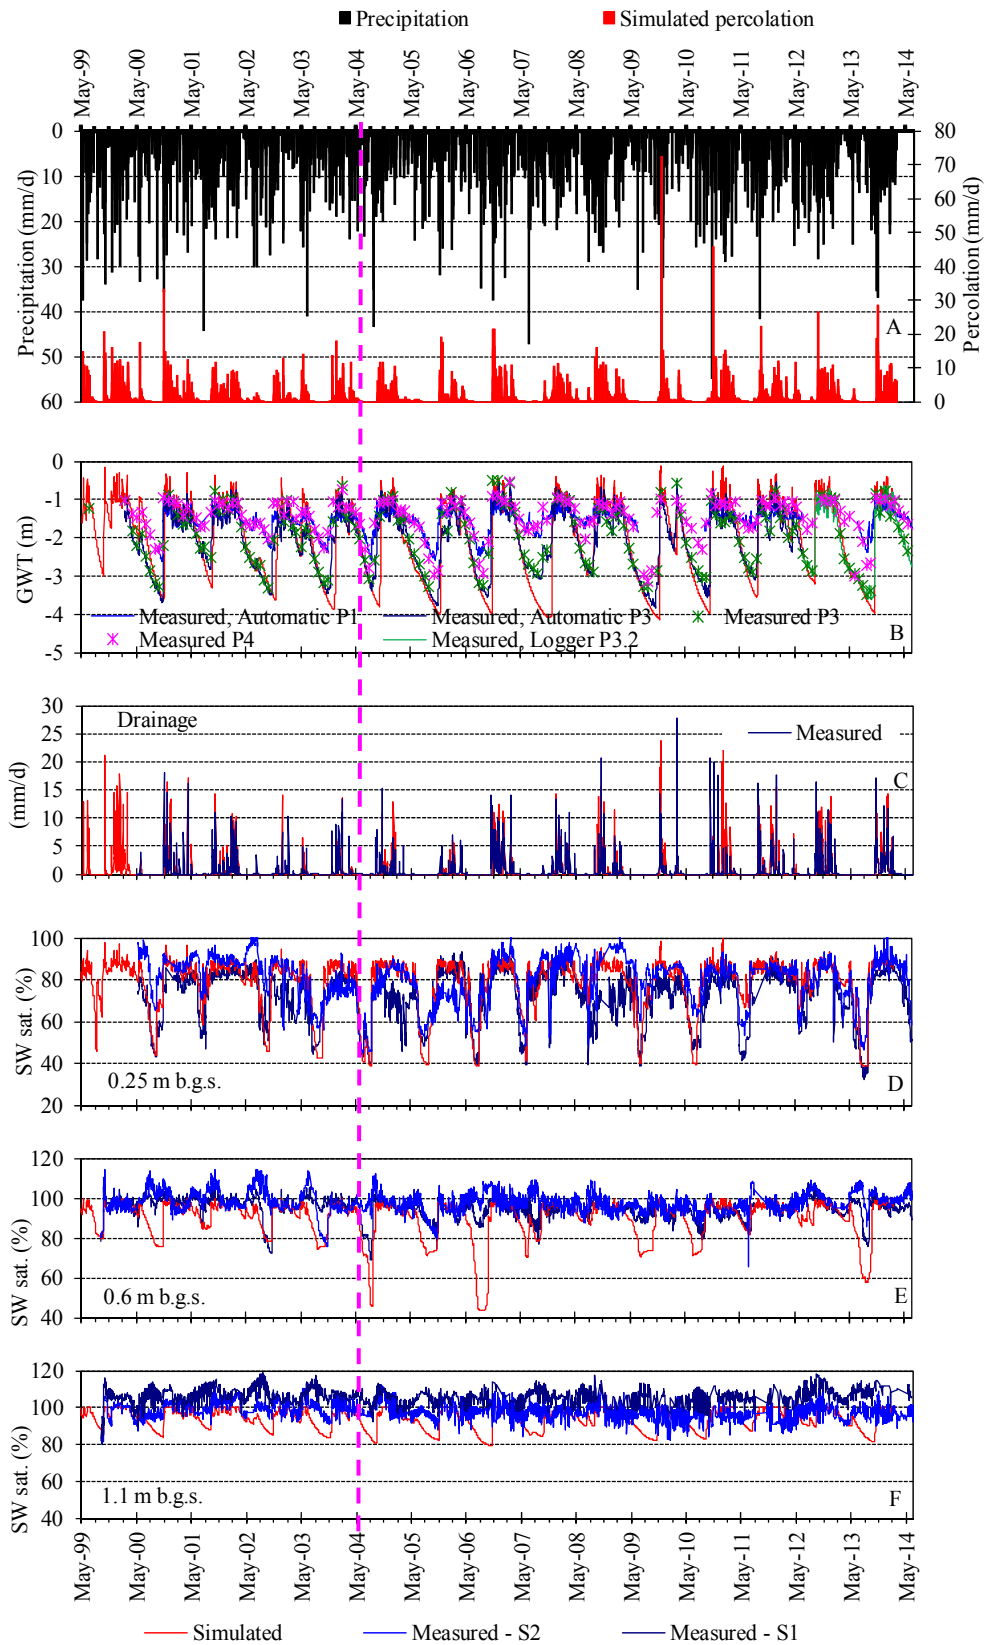 Precipitation Simulated percolation
May-99 May-00 May-01 May-02 May-03 May-04 May-05 May-06 May-07 May-08 May-09 May-10 May-11 May-12 May-13 May-14
Precipitation (mm/d)
0
10
20
30
40
50
60
80
70
60
50
40
30
20
10
0
Percolation (mm/d)
A
GWT (m)
0
-1
-2
-3
-4
-5
Measured, Automatic P1 Measured, Automatic P3 Measured P3
Measured P4 Measured, Logger P3.2
B
(mm/d)
30
25
20
15
10
5
0
Drainage
Measured
C
SW sat. (%)
100
80
60
40
20
0.25 m b.g.s.
D
SW sat. (%)
120
100
80
60
40
0.6 m b.g.s.
E
SW sat. (%)
120
100
80
60
40
1.1 m b.g.s.
F
May-99 May-00 May-01 May-02 May-03 May-04 May-05 May-06 May-07 May-08 May-09 May-10 May-11 May-12 May-13 May-14
Simulated Measured - S2 Measured - S1